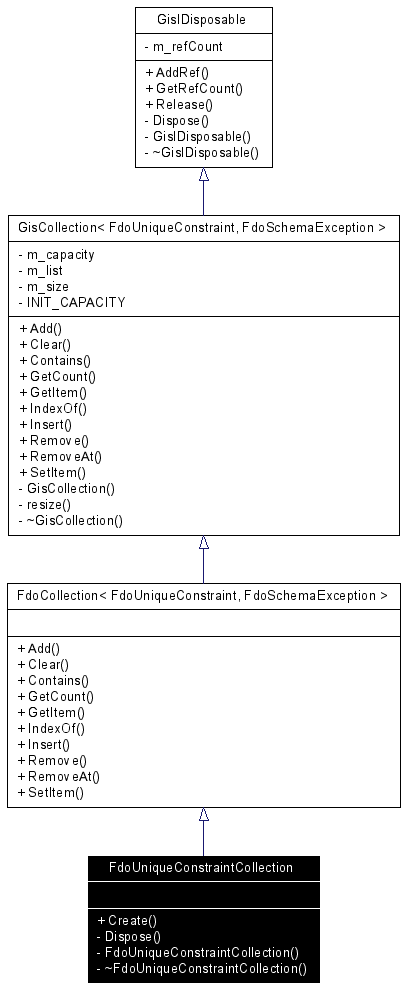 GisIDisposable
- m_refCount
+ AddRef()
+ GetRefCount()
+ Release()
- Dispose()
- GisIDisposable()
- ~GisIDisposable()
GisCollection< FdoUniqueConstraint, FdoSchemaException >
- m_capacity
- m_list
- m_size
- INIT_CAPACITY
+ Add()
+ Clear()
+ Contains()
+ GetCount()
+ GetItem()
+ IndexOf()
+ Insert()
+ Remove()
+ RemoveAt()
+ SetItem()
- GisCollection()
- resize()
- ~GisCollection()
FdoCollection< FdoUniqueConstraint, FdoSchemaException >
+ Add()
+ Clear()
+ Contains()
+ GetCount()
+ GetItem()
+ IndexOf()
+ Insert()
+ Remove()
+ RemoveAt()
+ SetItem()
FdoUniqueConstraintCollection
+ Create()
- Dispose()
- FdoUniqueConstraintCollection()
- ~FdoUniqueConstraintCollection()